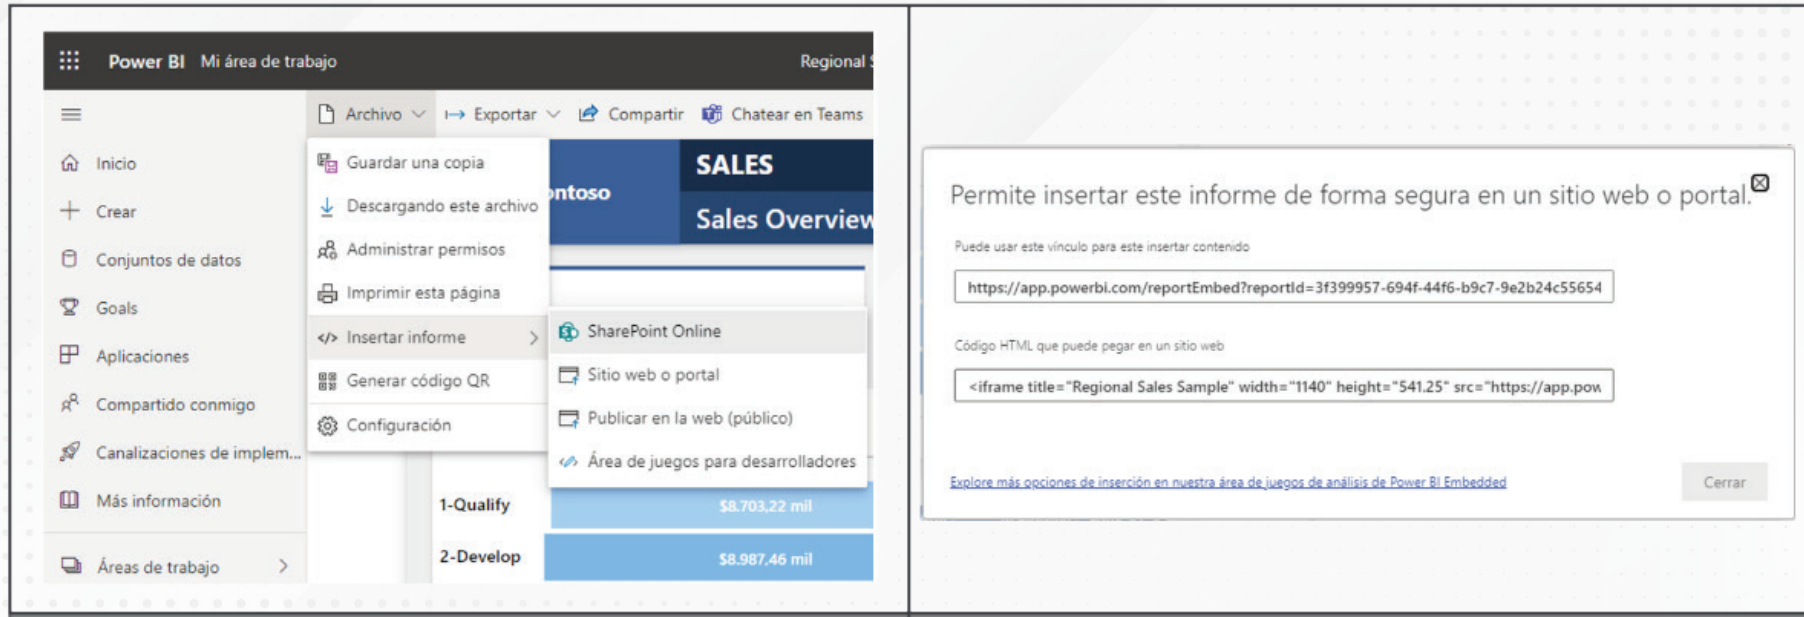 Power BI Mi área de trabajo
Regional S
Archivo
Exportar
Compartir
Chatear en Teams
Inicio
Crear
Conjuntos de datos
Goals
Aplicaciones
Compartido conmigo
Canalizaciones de implem...
Más información
Áreas de trabajo
Guardar una copia
Descargando este archivo
Administrar permisos
Imprimir esta página
Insertar informe
Generar código QR
Configuración
SharePoint Online
Sitio web o portal
Publicar en la web (público)
Área de juegos para desarrolladores
ontoso
SALES
Sales Overview
1-Qualify
$8.703,22 mil
2-Develop
$8.987,46 mil
Permite insertar este informe de forma segura en un sitio web o portal.
Puede usar este vínculo para este insertar contenido
https://app.powerbi.com/reportEmbed?reportId=3f399957-694f-44f6-b9c7-9e2b24c55654
Código HTML que puede pegar en un sitio web
<iframe title="Regional Sales Sample" width="1140" height="541.25" src="https://app.pow
Explore más opciones de inserción en nuestra área de juegos de análisis de Power BI Embedded
Cerrar